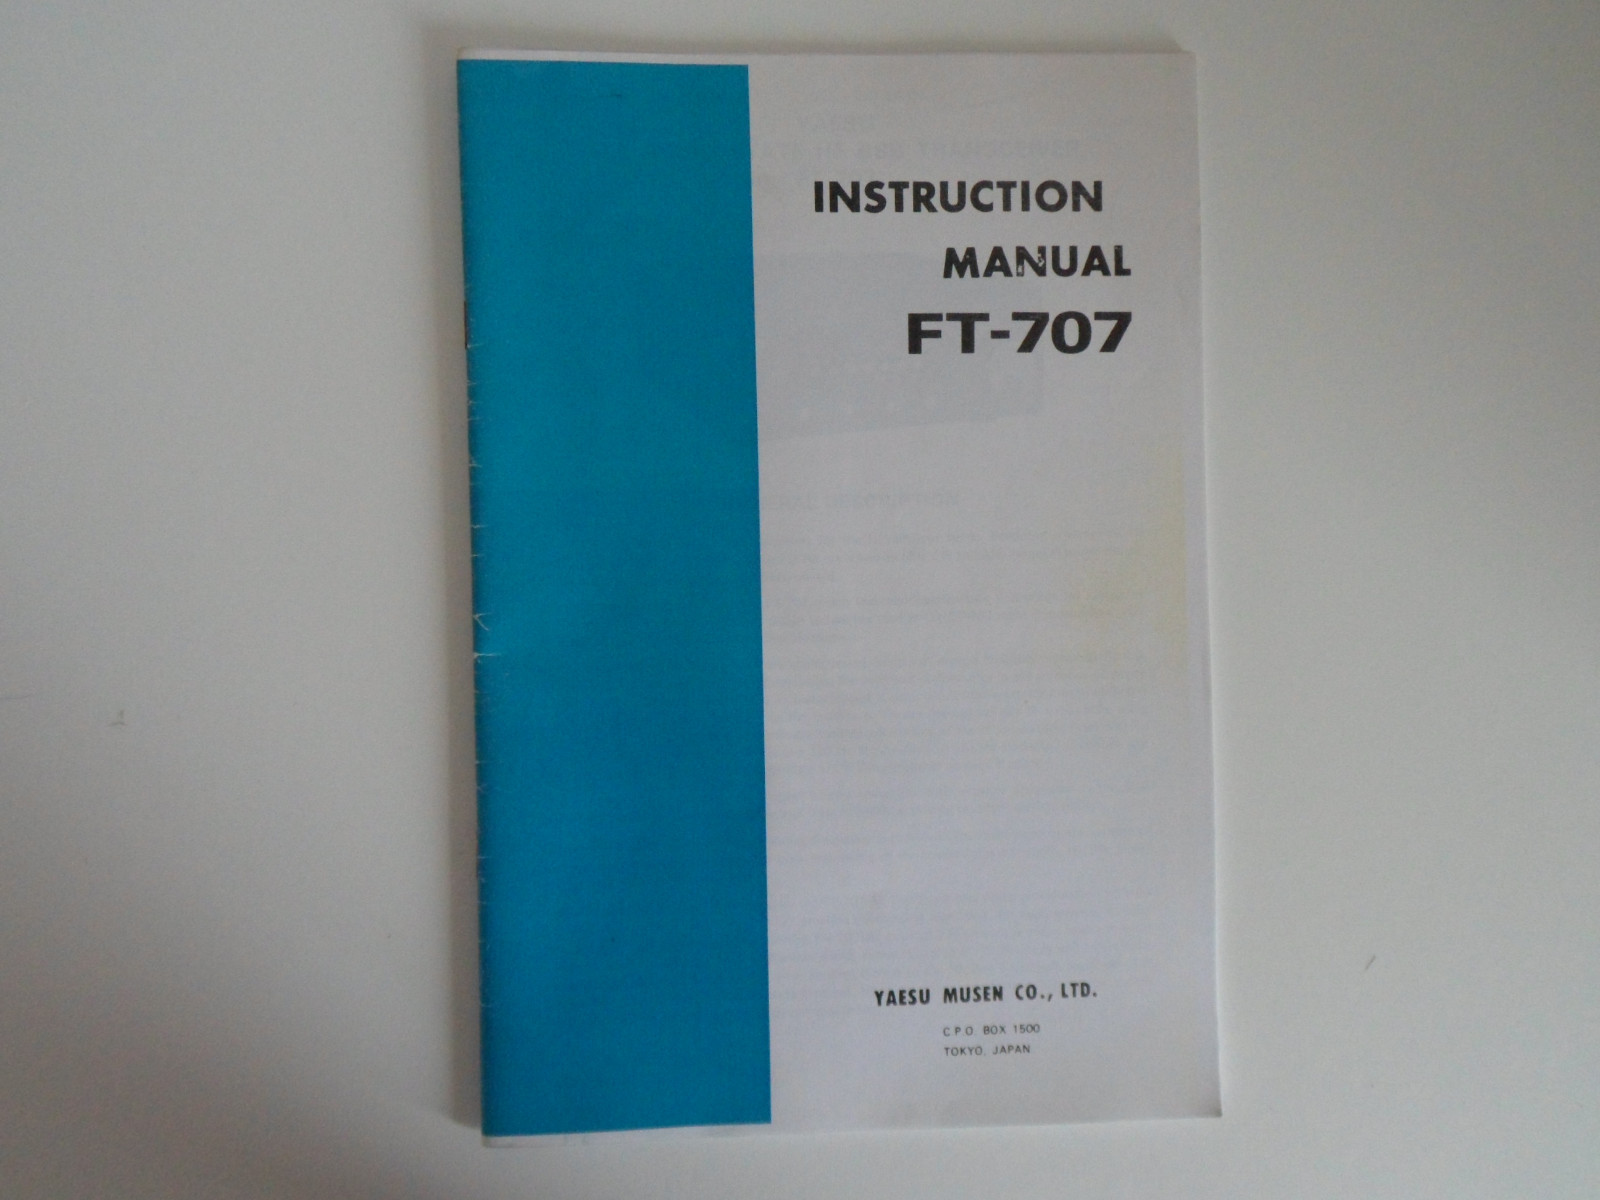 INSTRUCTION
MANUAL
FT-707
YAESU MUSEN CO., LTD.
C.P.O. BOX 1500
TOKYO, JAPAN